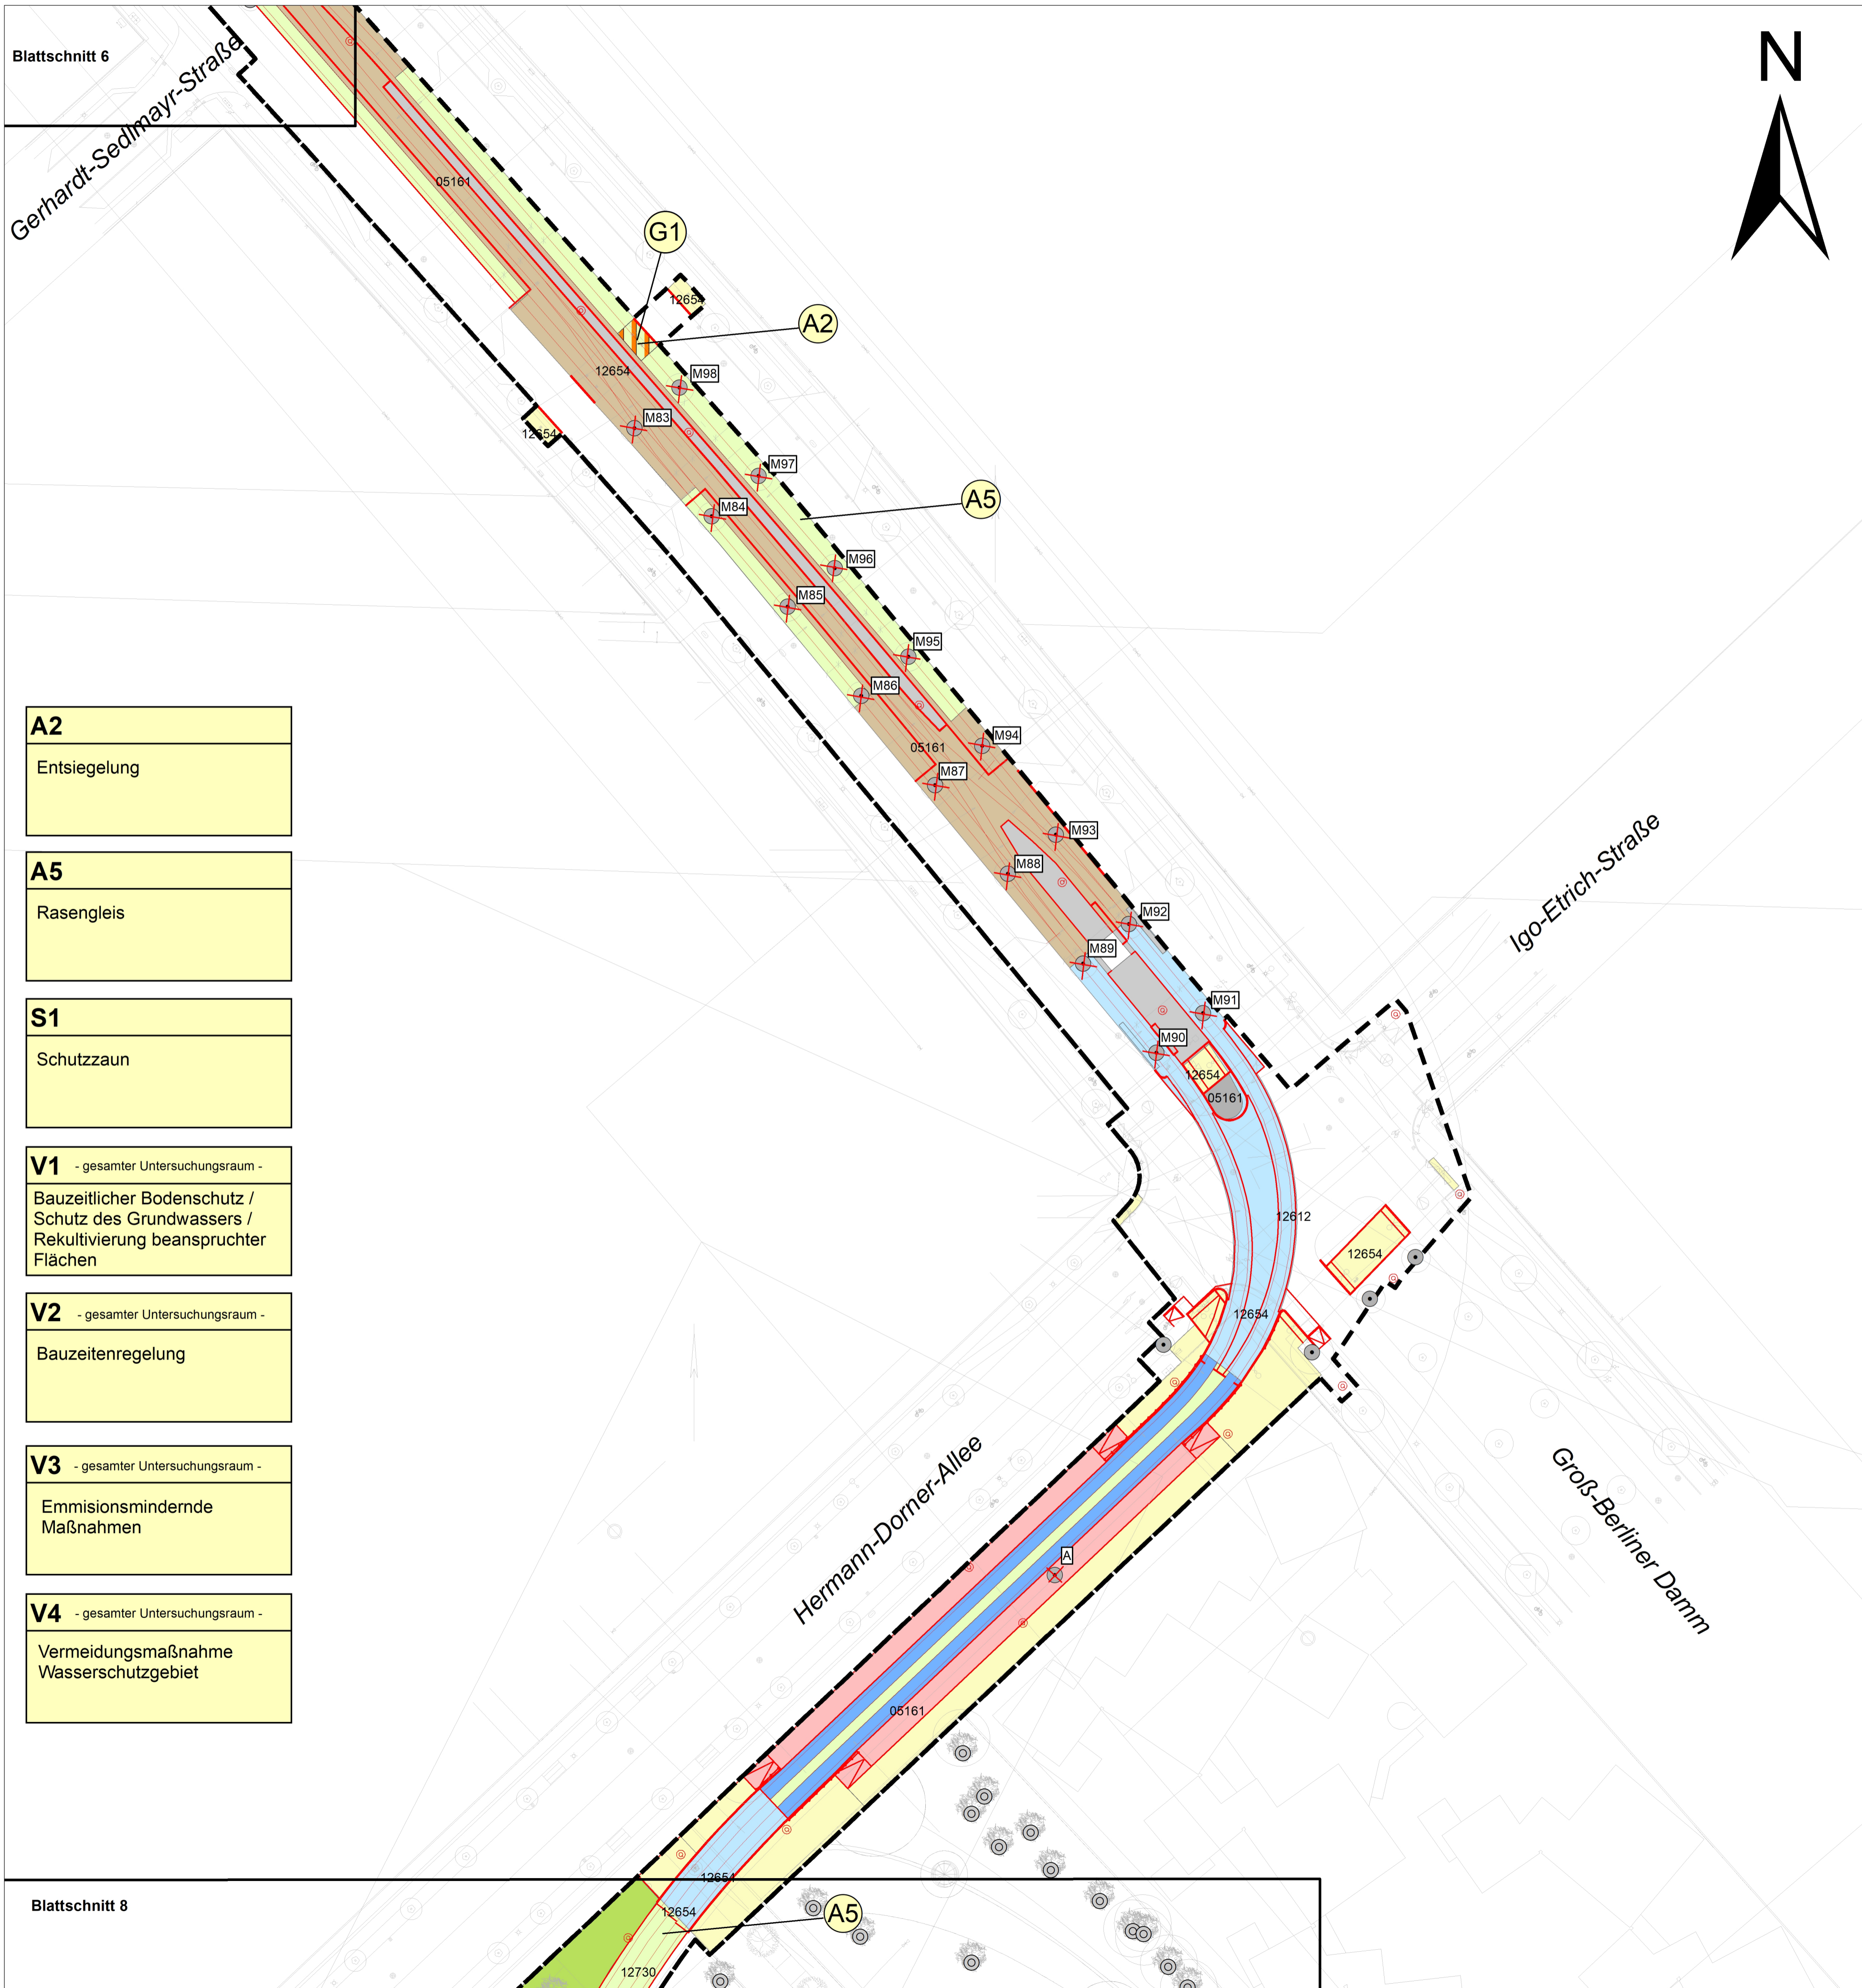 Blattschnitt 6
Gerhardt-Sedlmayr-Straße
N
05161
G1
12654
A2
12654
M98
12654
M83
M97
M84
A5
M96
M85
M95
M86
M94
05161
M87
M93
M88
M92
M89
M91
M90
12654
05161
Igo-Etrich-Straße
12612
12654
12654
Hermann-Dorner-Allee
Groß-Berliner Damm
A
05161
12654
12654
A5
12730
Blattschnitt 8
A2
Entsiegelung
A5
Rasengleis
S1
Schutzzaun
V1 - gesamter Untersuchungsraum -
Bauzeitlicher Bodenschutz /
Schutz des Grundwassers /
Rekultivierung beanspruchter
Flächen
V2 - gesamter Untersuchungsraum -
Bauzeitenregelung
V3 - gesamter Untersuchungsraum -
Emmisionsmindernde
Maßnahmen
V4 - gesamter Untersuchungsraum -
Vermeidungsmaßnahme
Wasserschutzgebiet